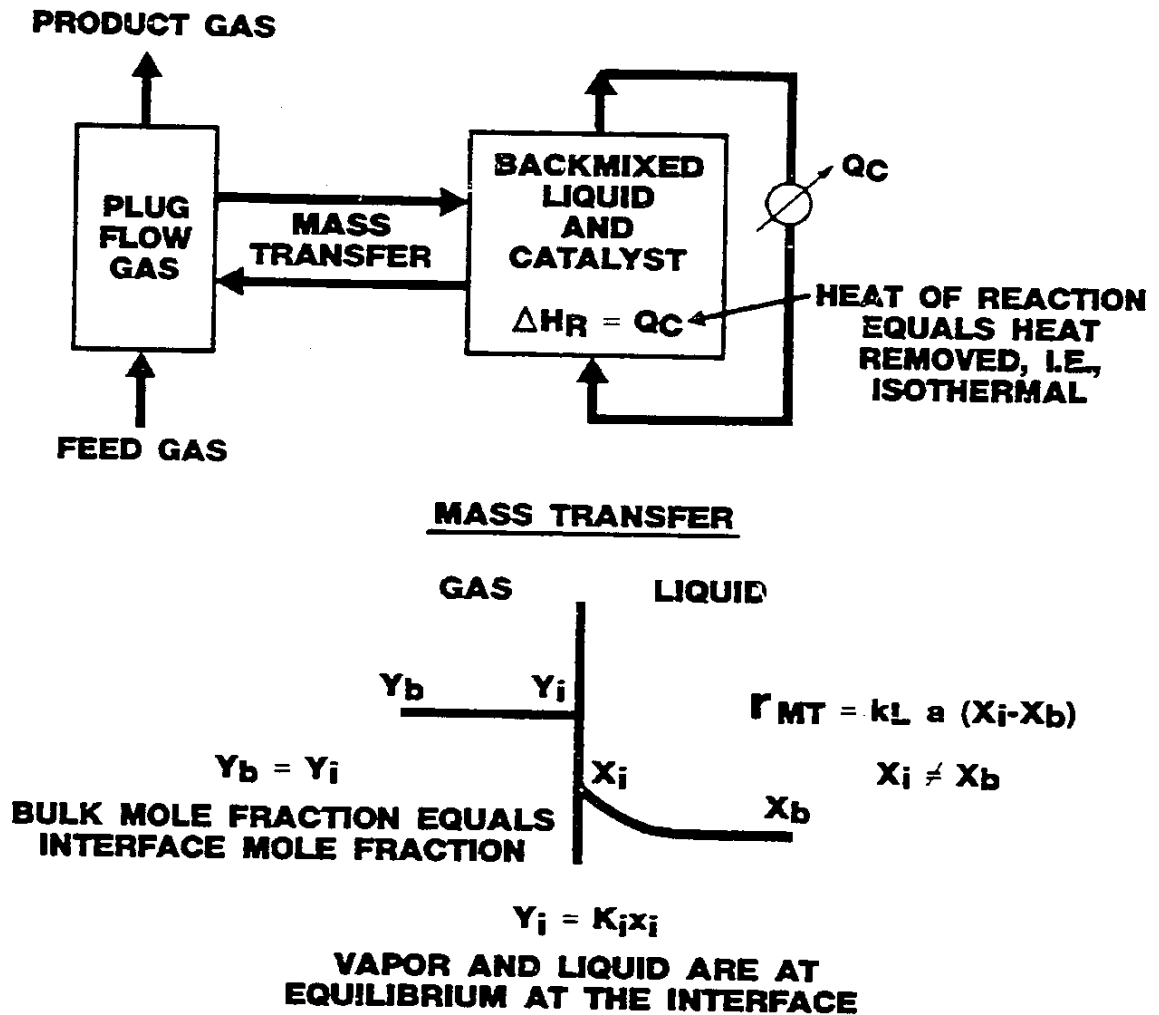 PRODUCT GAS
PLUG
FLOW
GAS
MASS
TRANSFER
BACKMIXED
LIQUID
AND
CATALYST
ΔHR = QC
QC
HEAT OF REACTION
EQUALS HEAT
REMOVED, I.E.,
ISOTHERMAL
FEED GAS
MASS TRANSFER
GAS
LIQUID
Yb
Yi
rMT = kL a (Xi-Xb)
Yb = Yi
Xi
Xi ≠ Xb
BULK MOLE FRACTION EQUALS
INTERFACE MOLE FRACTION
Xb
Yi = Kixi
VAPOR AND LIQUID ARE AT
EQUILIBRIUM AT THE INTERFACE